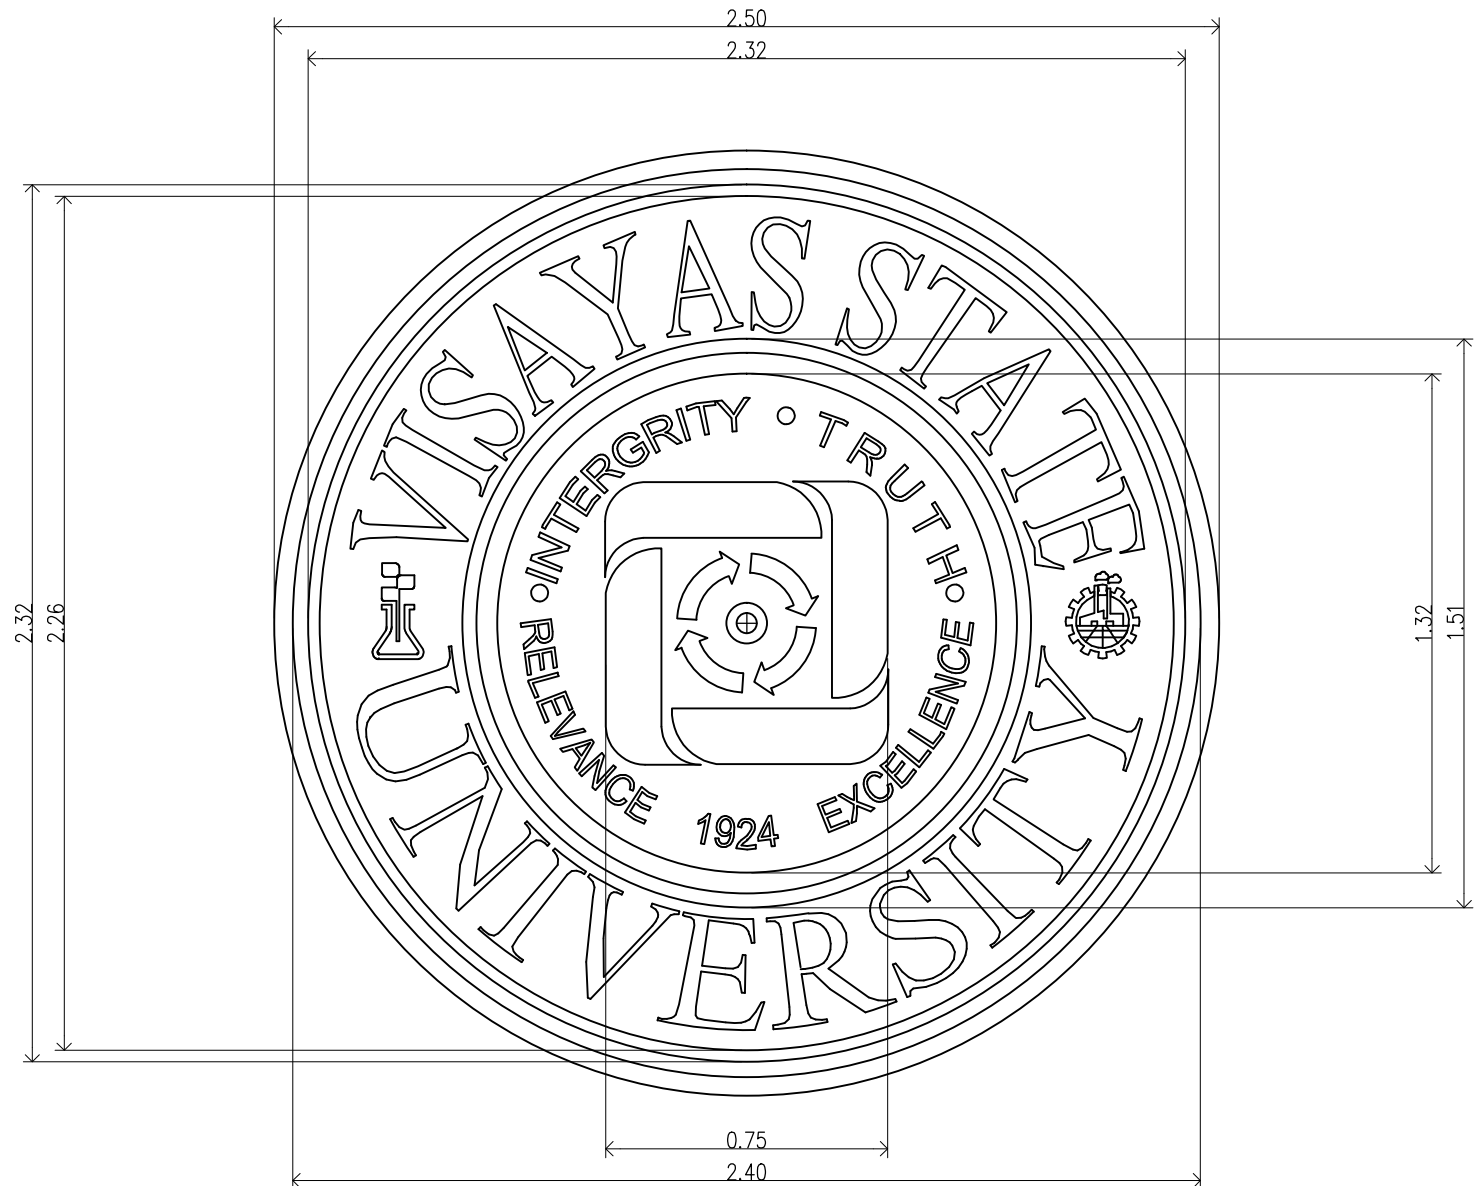 2.50
2.32
VISAYAS STATE
UNIVERSITY
INTERGRITY
TRUTH
RELEVANCE
1924
EXCELLENCE
2.32
2.26
1.32
1.51
0.75
2.40